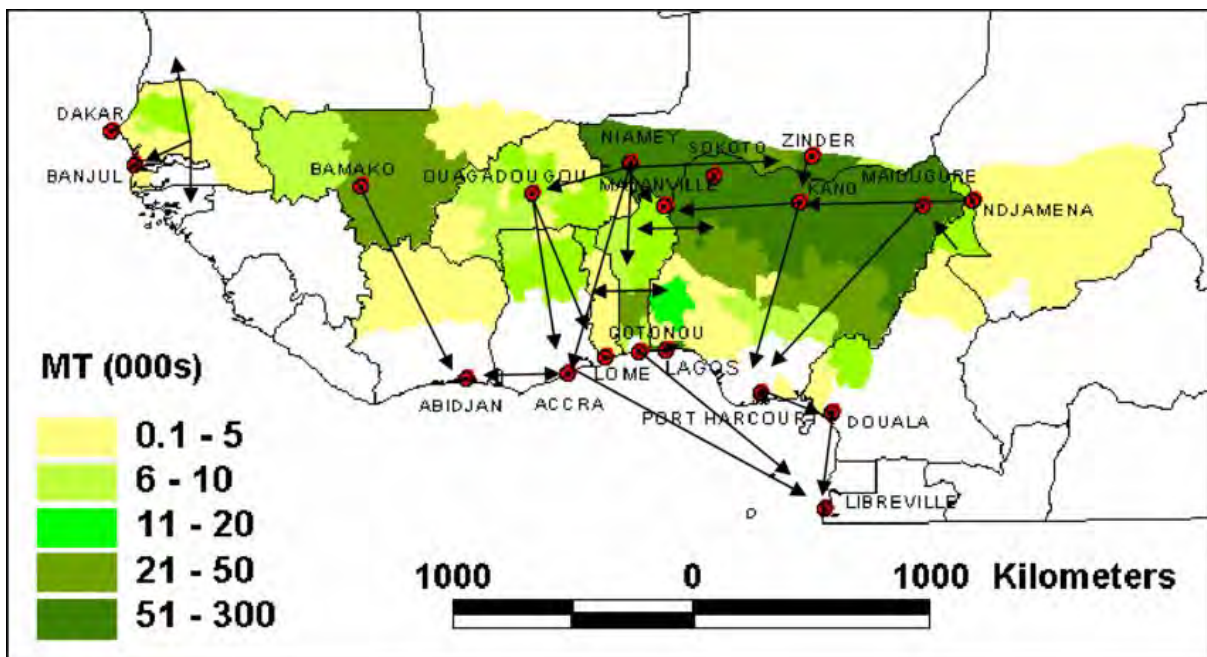 DAKAR
BANJUL
BAMAKO
OUAGADOUGOU
NIAMEY
MALANVILLE
SOKOTO
ZINDER
KANO
MAIDUGURE
NDJAMENA
COTONOU
LOME
LAGOS
ABIDJAN
ACCRA
PORT HARCOURT
DOUALA
LIBREVILLE
MT (000s)
0.1 - 5
6 - 10
11 - 20
21 - 50
51 - 300
1000 0 1000 Kilometers